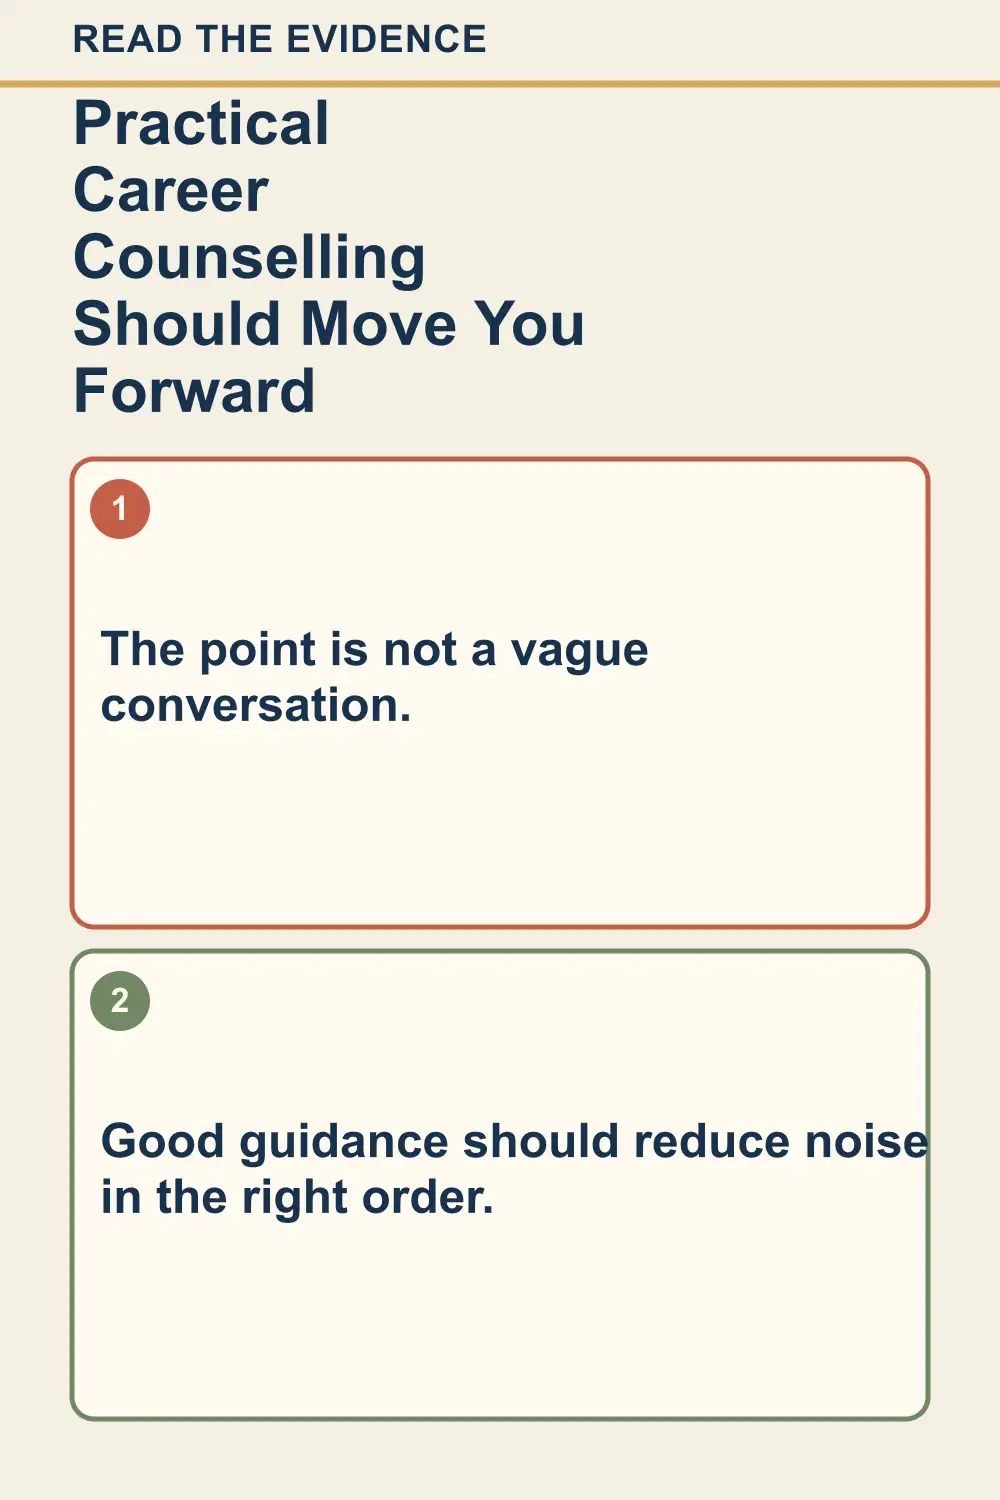 READ THE EVIDENCE
Practical
Career
Counselling
Should Move You
Forward
1
The point is not a vague
conversation.
2
Good guidance should reduce noise
in the right order.